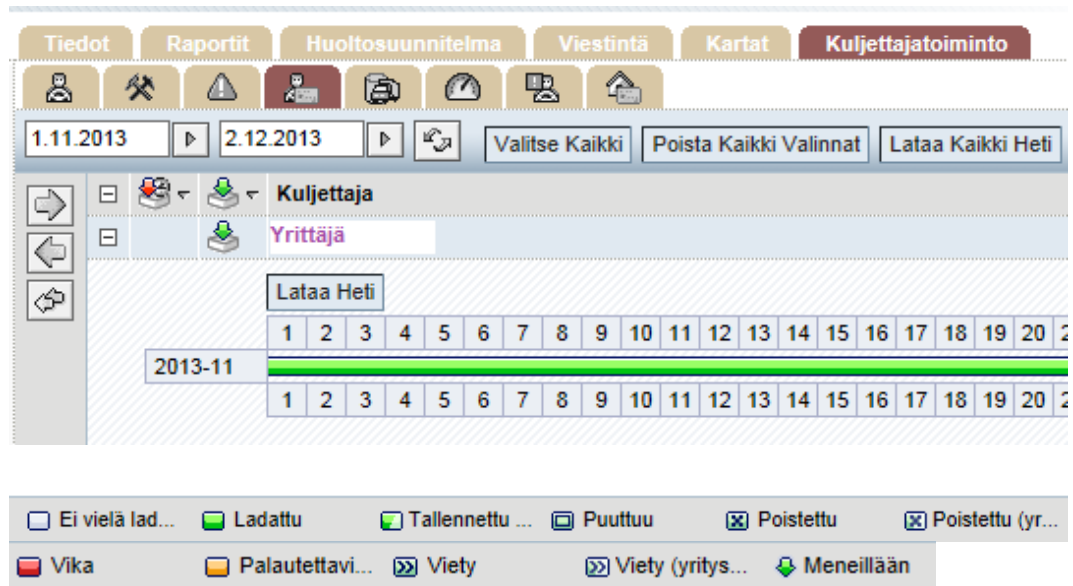 Tiedot Raportit Huoltosuunnitelma Viestintä Kartat Kuljettajatoiminto
1.11.2013 2.12.2013 Valitse Kaikki Poista Kaikki Valinnat Lataa Kaikki Heti
Kuljettaja
Yrittäjä
Lataa Heti
1 2 3 4 5 6 7 8 9 10 11 12 13 14 15 16 17 18 19 20 2
2013-11
1 2 3 4 5 6 7 8 9 10 11 12 13 14 15 16 17 18 19 20 2
Ei vielä lad... Ladattu Tallennettu ... Puuttuu Poistettu Poistettu (yr...
Vika Palautettavi... Viety Viety (yritys... Meneillään